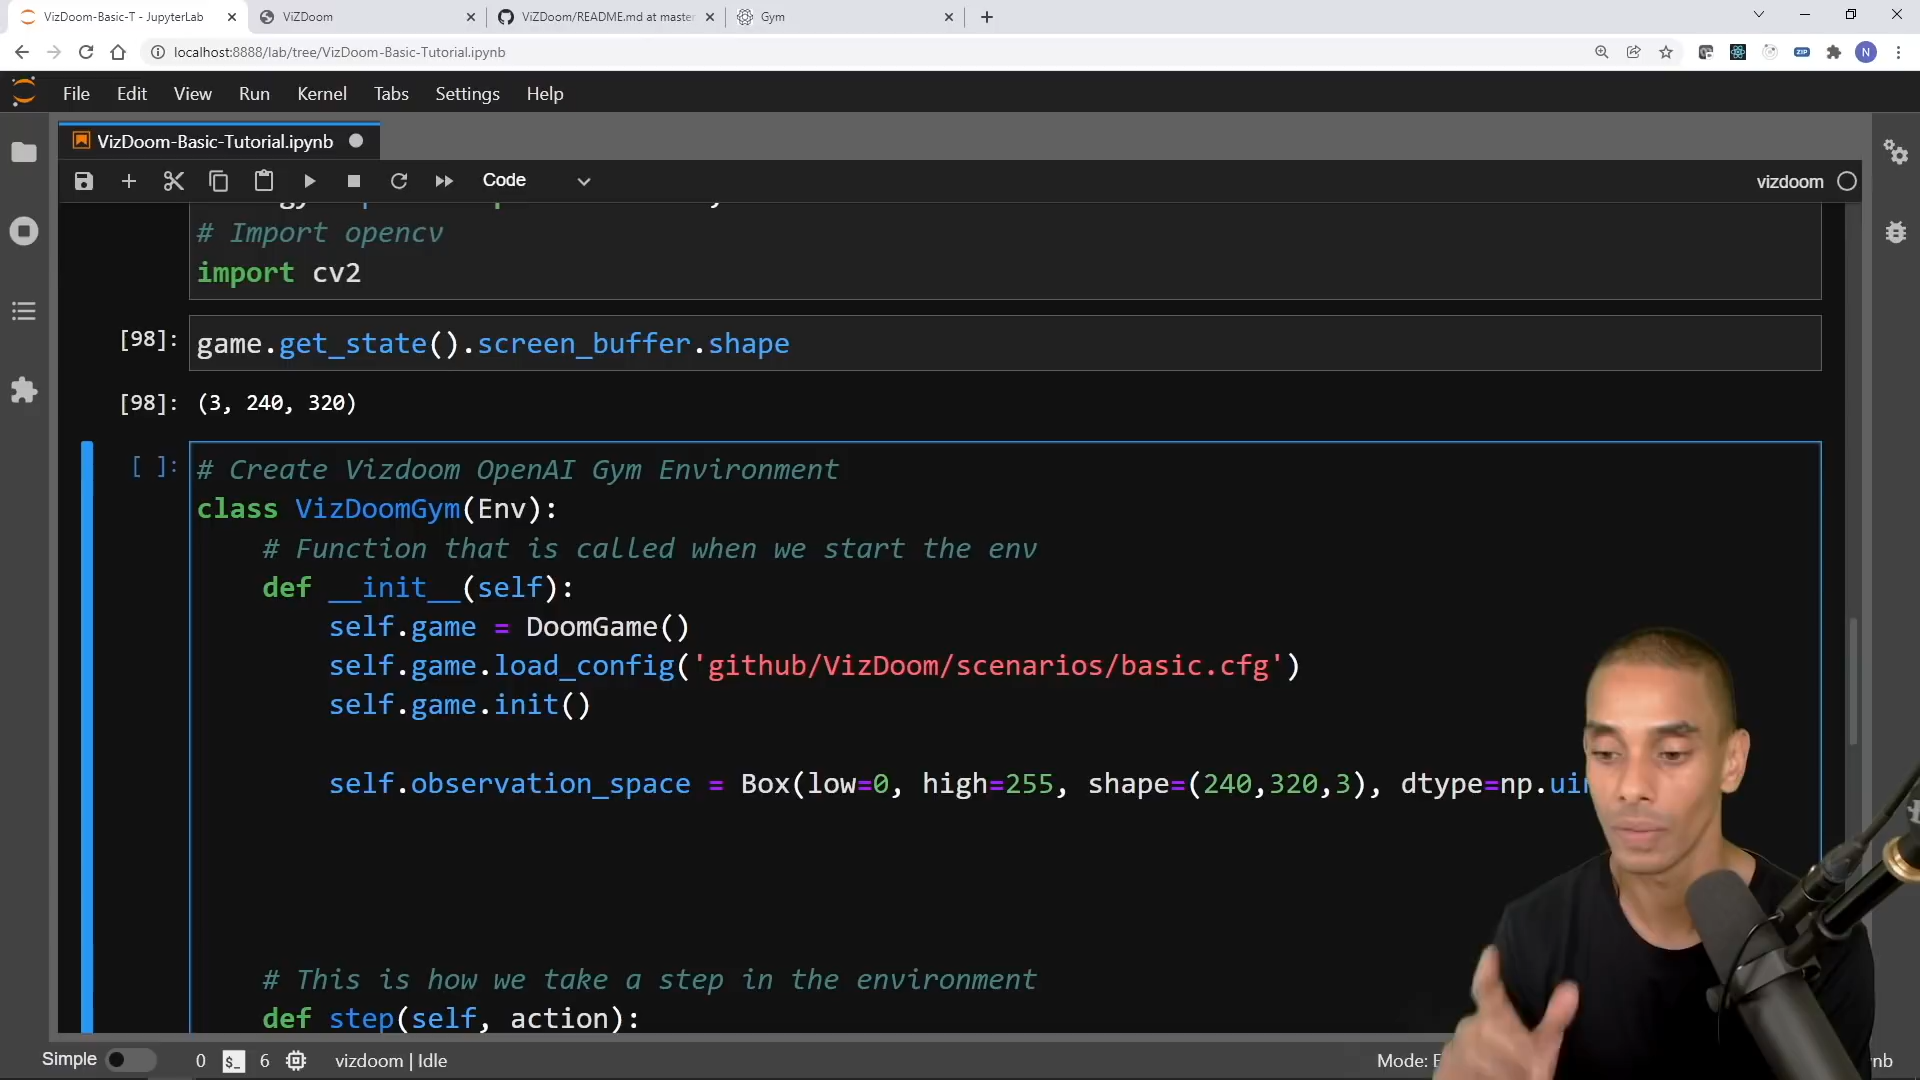 VizDoom-Basic-T - JupyterLab
ViZDoom
ViZDoom/README.md at master
Gym
localhost:8888/lab/tree/VizDoom-Basic-Tutorial.ipynb
ZIP
N
File Edit View Run Kernel Tabs Settings Help
VizDoom-Basic-Tutorial.ipynb
Code
vizdoom
# Import opencv
import cv2
[98]: game.get_state().screen_buffer.shape
[98]: (3, 240, 320)
[ ]: # Create Vizdoom OpenAI Gym Environment
class VizDoomGym(Env):
# Function that is called when we start the env
def __init__(self):
self.game = DoomGame()
self.game.load_config('github/VizDoom/scenarios/basic.cfg')
self.game.init()
self.observation_space = Box(low=0, high=255, shape=(240,320,3), dtype=np.uin
# This is how we take a step in the environment
def step(self, action):
Simple 0 $_ 6 vizdoom | Idle Mode: nb